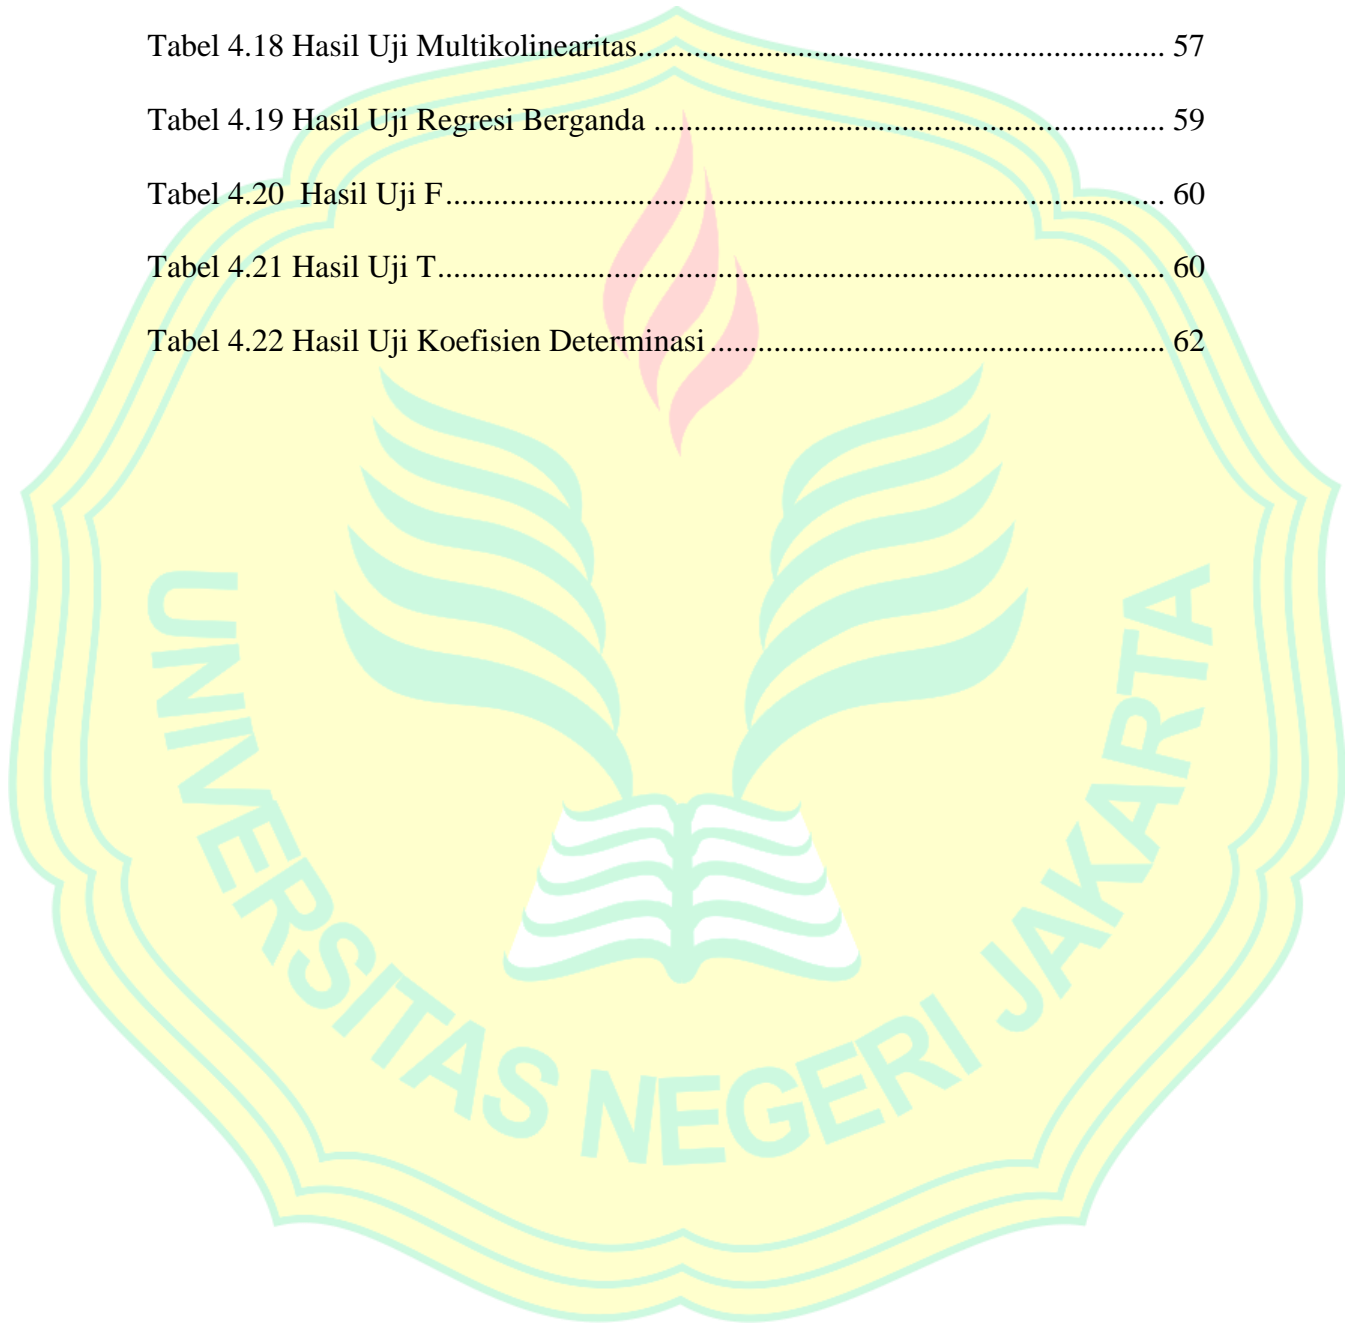 Tabel 4.18 Hasil Uji Multikolinearitas.................................................................. 57
Tabel 4.19 Hasil Uji Regresi Berganda ................................................................ 59
Tabel 4.20  Hasil Uji F.......................................................................................... 60
Tabel 4.21 Hasil Uji T........................................................................................... 60
Tabel 4.22 Hasil Uji Koefisien Determinasi ......................................................... 62
UNIVERSITAS NEGERI JAKARTA